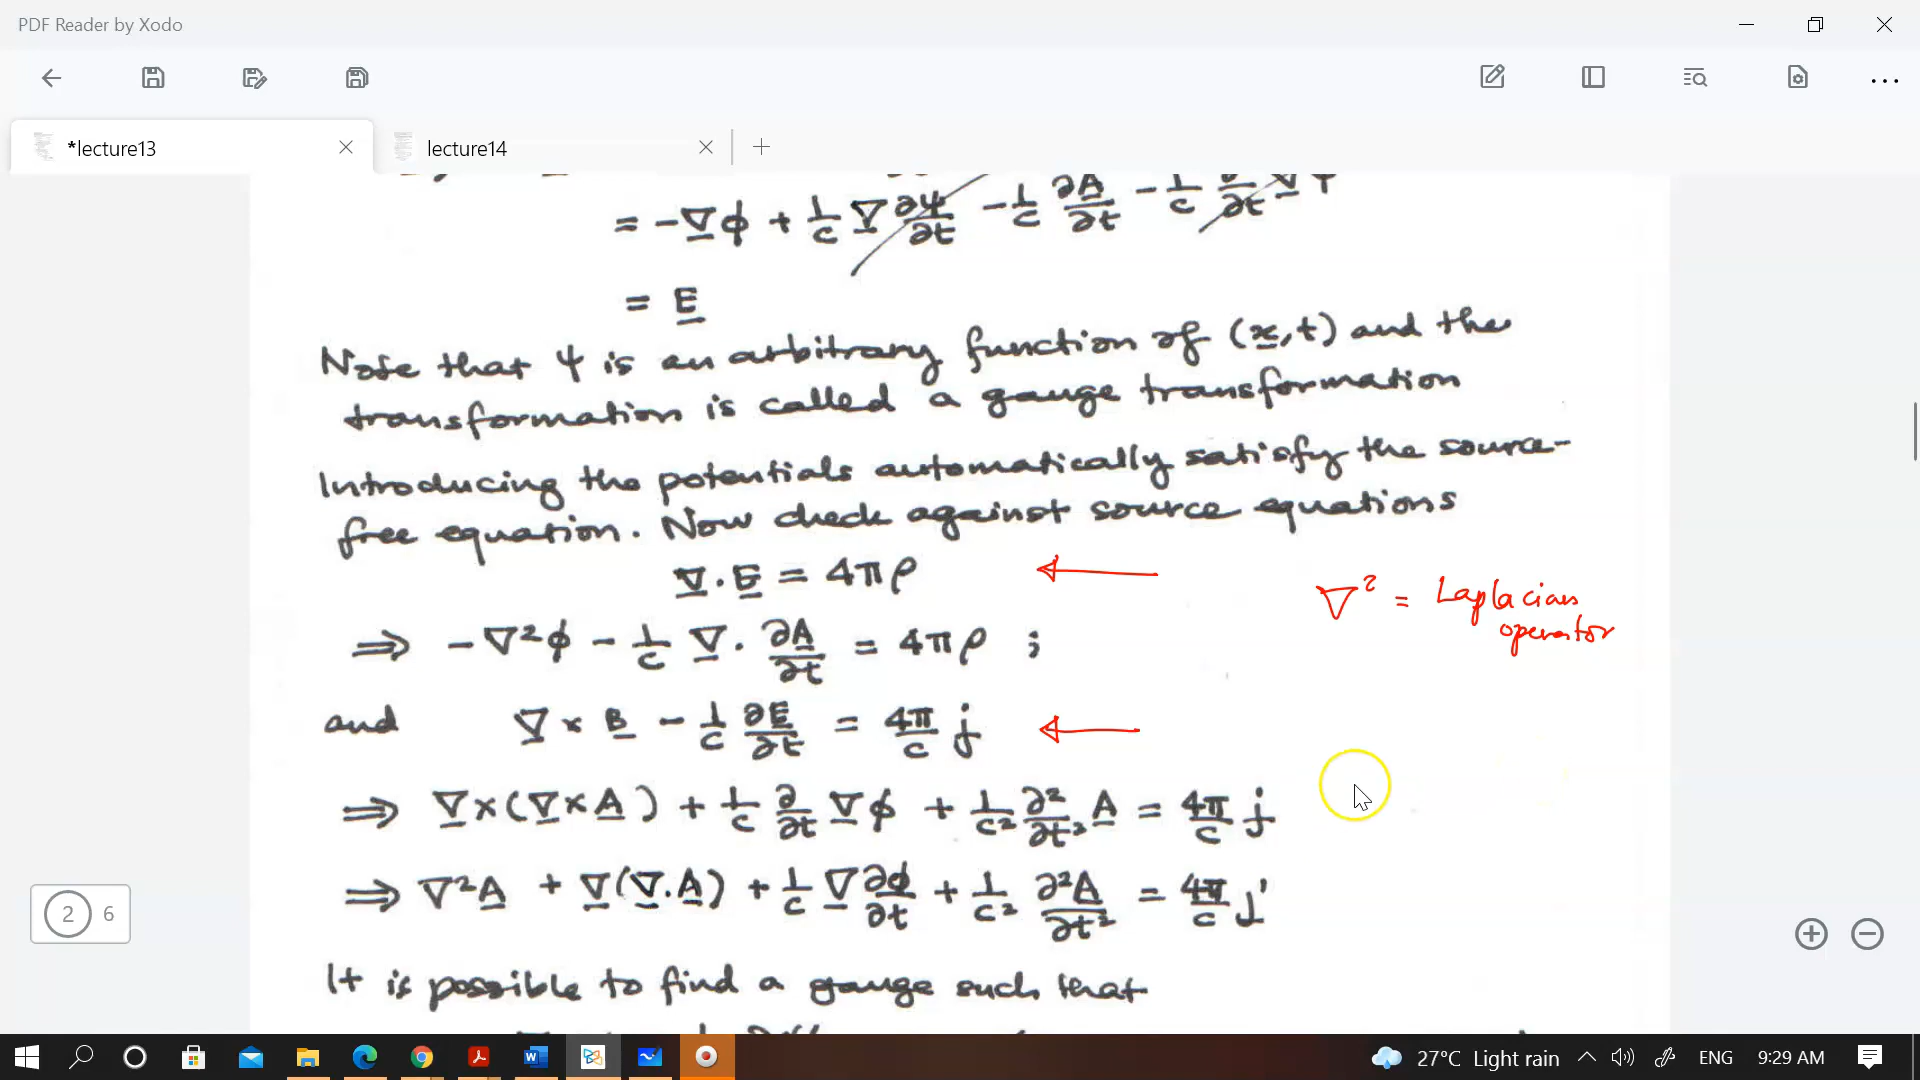 PDF Reader by Xodo
*lecture13
lecture14
= -∇φ + 1/c ∇ ∂ψ/∂t - 1/c ∂A/∂t - 1/c ∂/∂t ∇ψ
= E
Note that ψ is an arbitrary function of (x,t) and the
transformation is called a gauge transformation
Introducing the potentials automatically satisfy the source-
free equation. Now check against source equations
∇.E = 4πρ
∇² = Laplacian
operator
⇒ -∇²φ - 1/c ∇. ∂A/∂t = 4πρ ;
and ∇ x B - 1/c ∂E/∂t = 4π/c j
⇒ ∇x(∇xA) + 1/c ∂/∂t ∇φ + 1/c² ∂²/∂t² A = 4π/c j
⇒ ∇²A + ∇(∇.A) + 1/c ∇ ∂φ/∂t + 1/c² ∂²A/∂t² = 4π/c j
It is possible to find a gauge such that
2 6
27°C Light rain ENG 9:29 AM